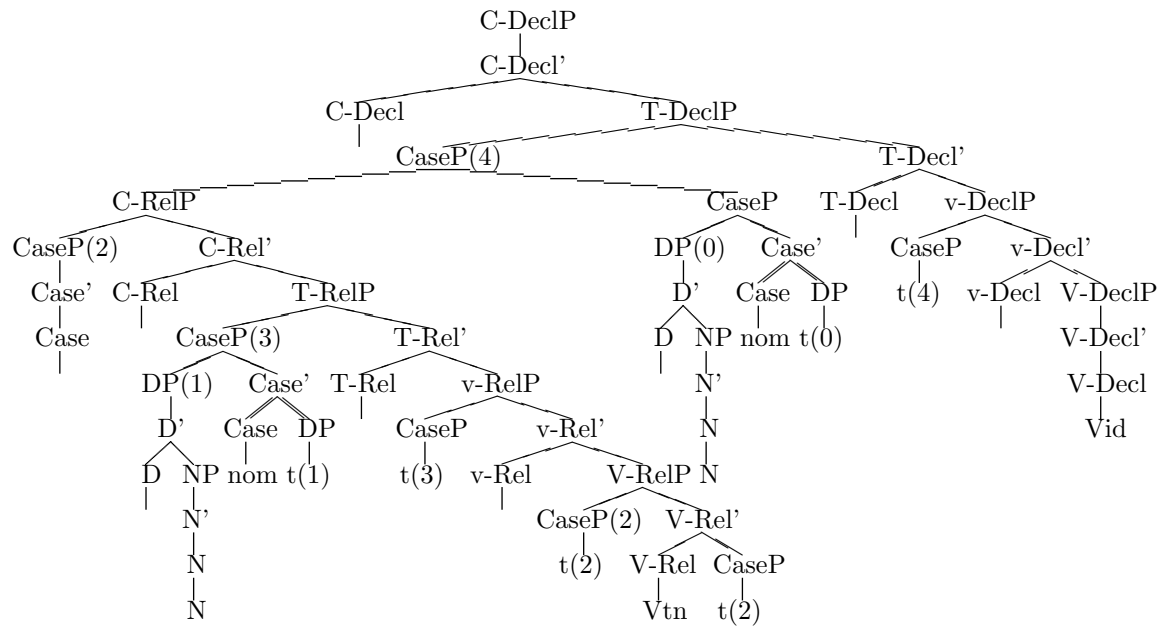 C-DeclP
C-Decl’
C-Decl T-DeclP
CaseP(4) T-Decl’
C-RelP CaseP T-Decl v-DeclP
CaseP(2) C-Rel’ DP(0) Case’ CaseP v-Decl’
Case’ C-Rel T-RelP D’ Case DP t(4) v-Decl V-DeclP
Case CaseP(3) T-Rel’ D NP nom t(0) V-Decl’
DP(1) Case’ T-Rel v-RelP N’ V-Decl
D’ Case DP CaseP v-Rel’ N Vid
D NP nom t(1) t(3) v-Rel V-RelP N
N’ CaseP(2) V-Rel’
N t(2) V-Rel CaseP
N Vtn t(2)